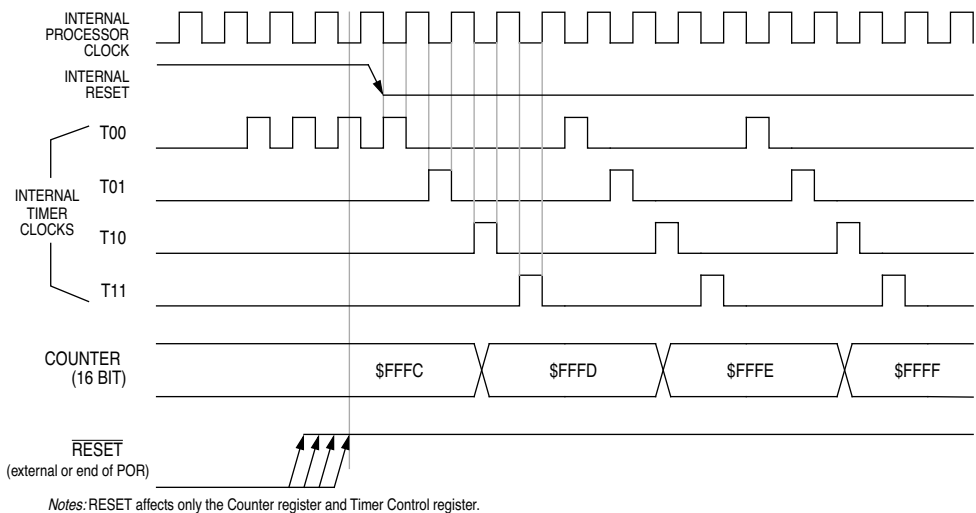 INTERNAL
PROCESSOR
CLOCK
INTERNAL
RESET
T00
T01
INTERNAL
TIMER
CLOCKS
T10
T11
COUNTER
(16 BIT)
$FFFC
$FFFD
$FFFE
$FFFF
RESET
(external or end of POR)
Notes: RESET affects only the Counter register and Timer Control register.